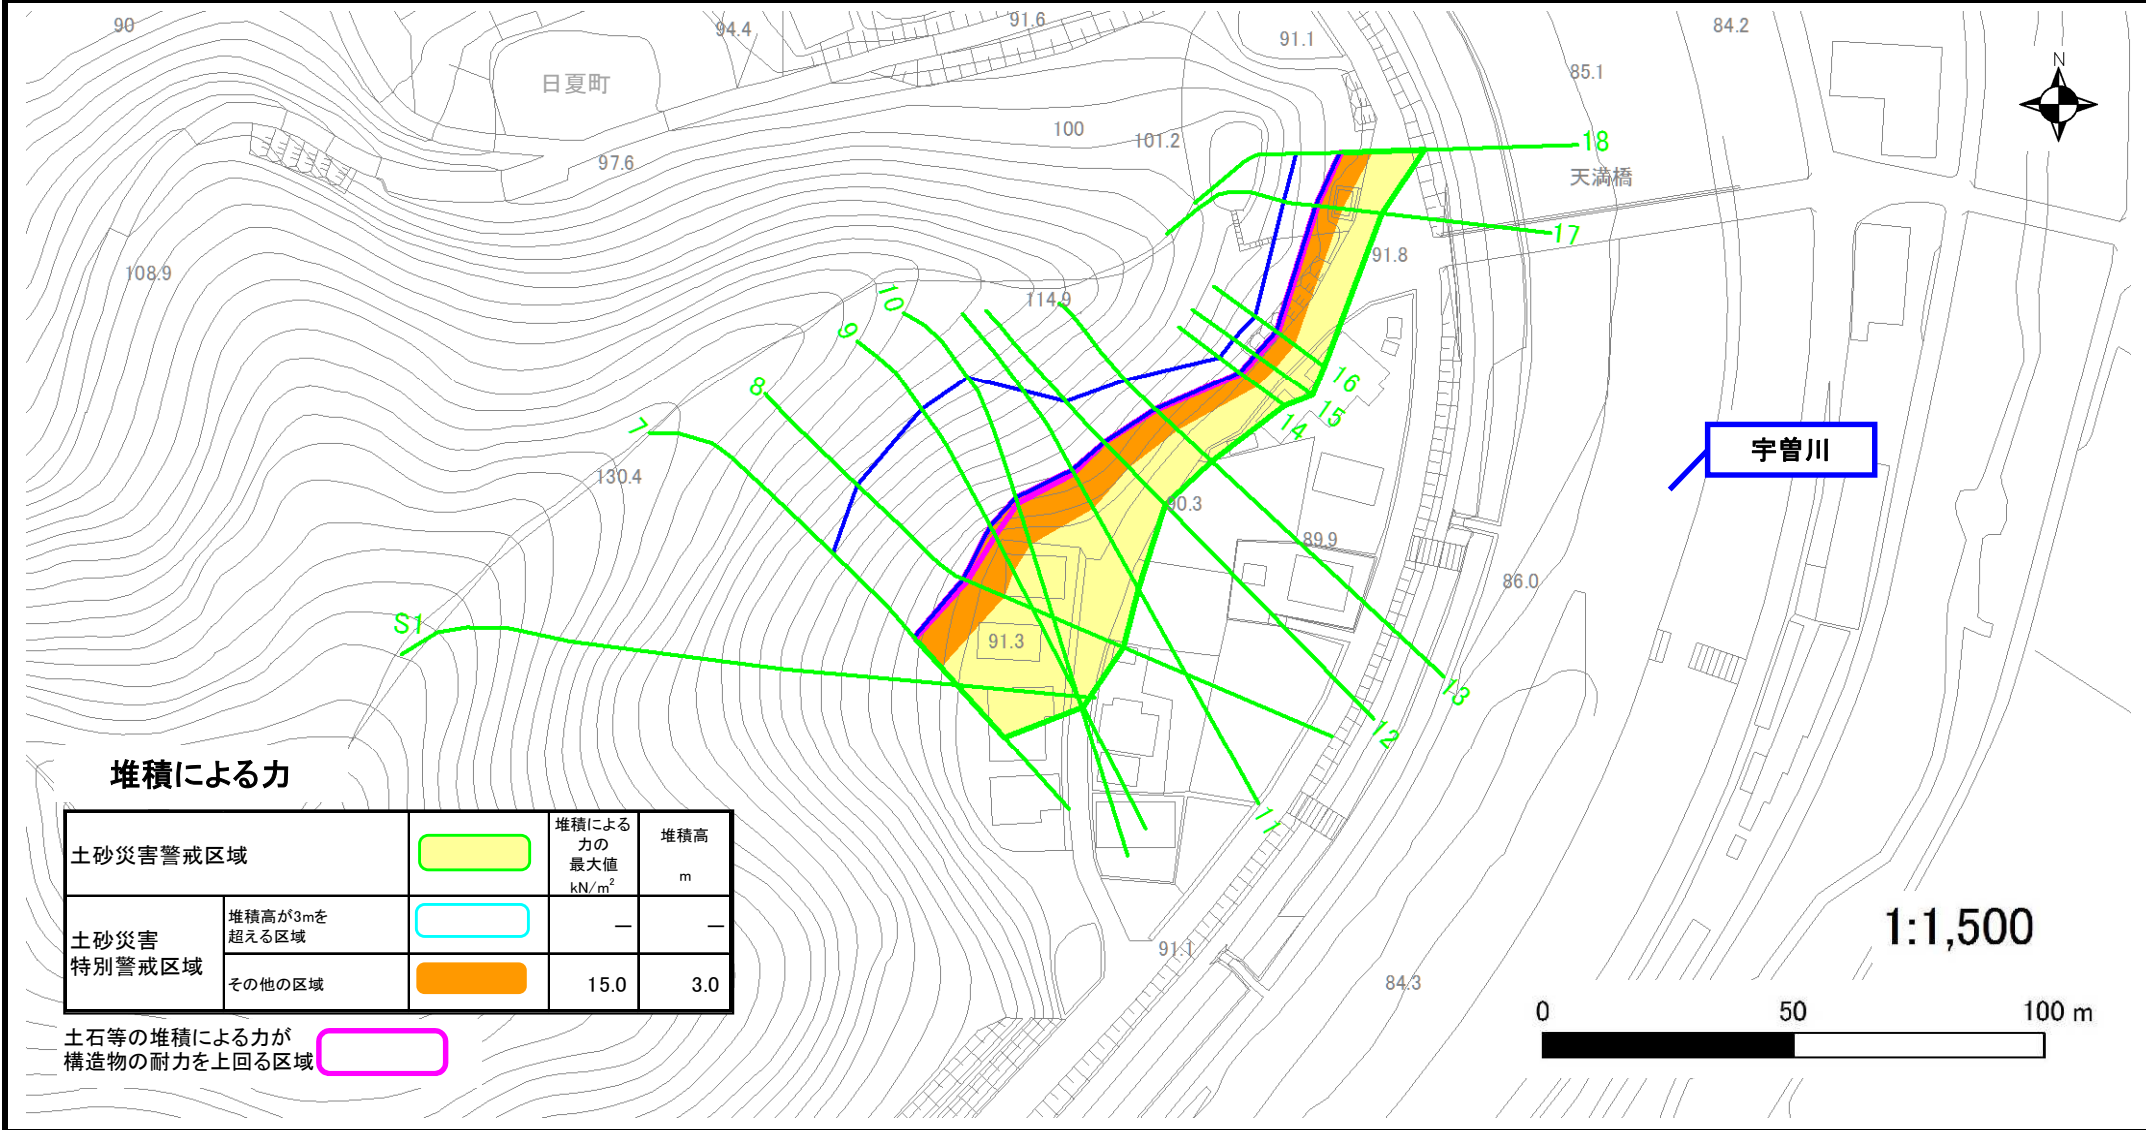 90
94.4
91.6
91.1
84.2
85.1
N
日夏町
100
101.2
97.6
18
天満橋
17
91.8
108.9
10
114.9
9
8
16
15
14
7
130.4
宇曽川
90.3
89.9
86.0
S1
91.3
13
12
11
堆積による力
土砂災害警戒区域
堆積による
力の
最大値
kN/m²
堆積高
m
土砂災害
特別警戒区域
堆積高が3mを
超える区域
－
－
その他の区域
15.0
3.0
土石等の堆積による力が
構造物の耐力を上回る区域
91.1
84.3
1:1,500
0
50
100 m